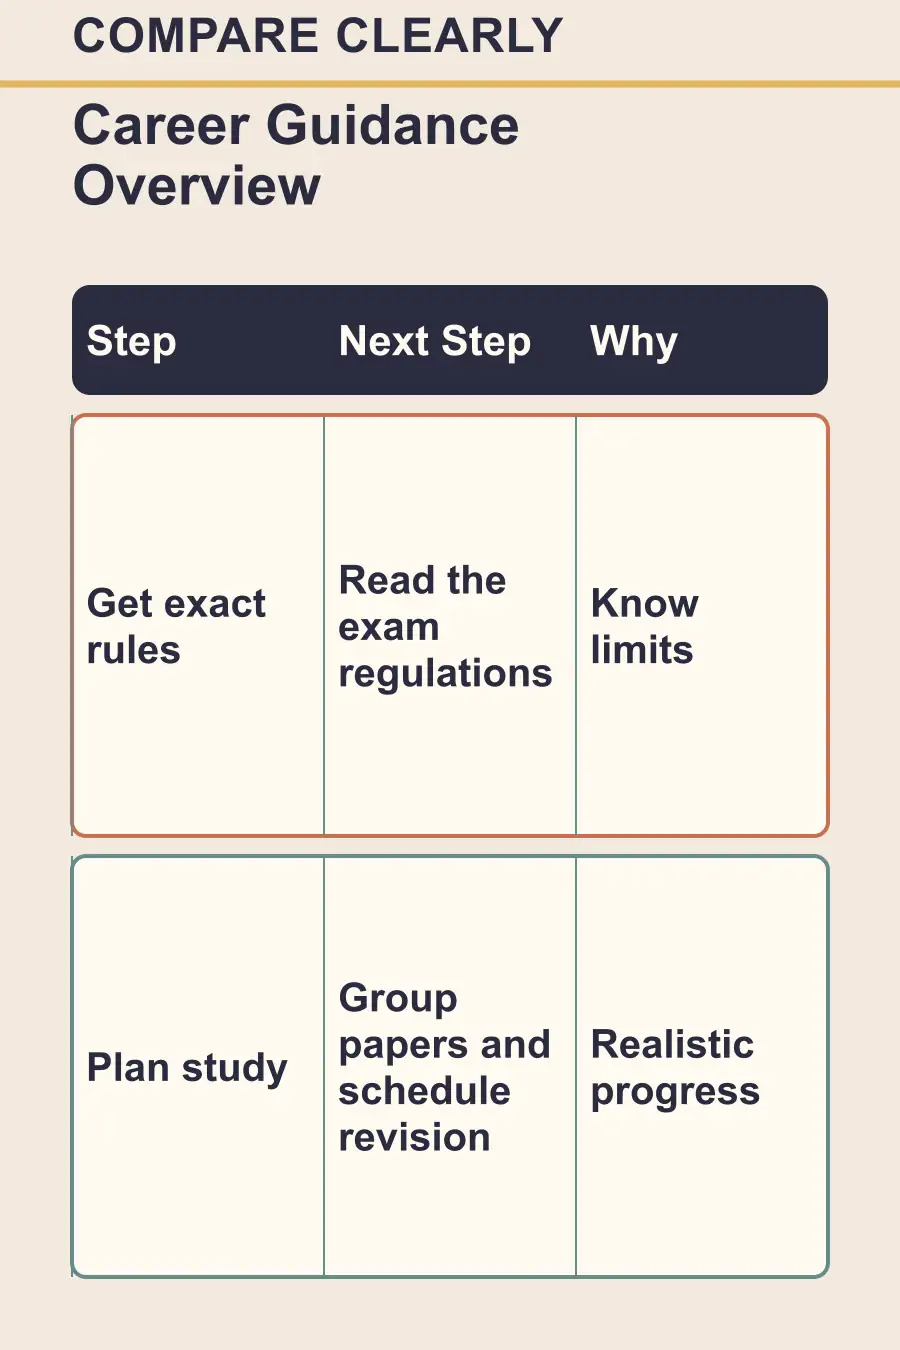 COMPARE CLEARLY
Career Guidance
Overview
Step
Next Step
Why
Get exact
rules
Read the
exam
regulations
Know
limits
Plan study
Group
papers and
schedule
revision
Realistic
progress